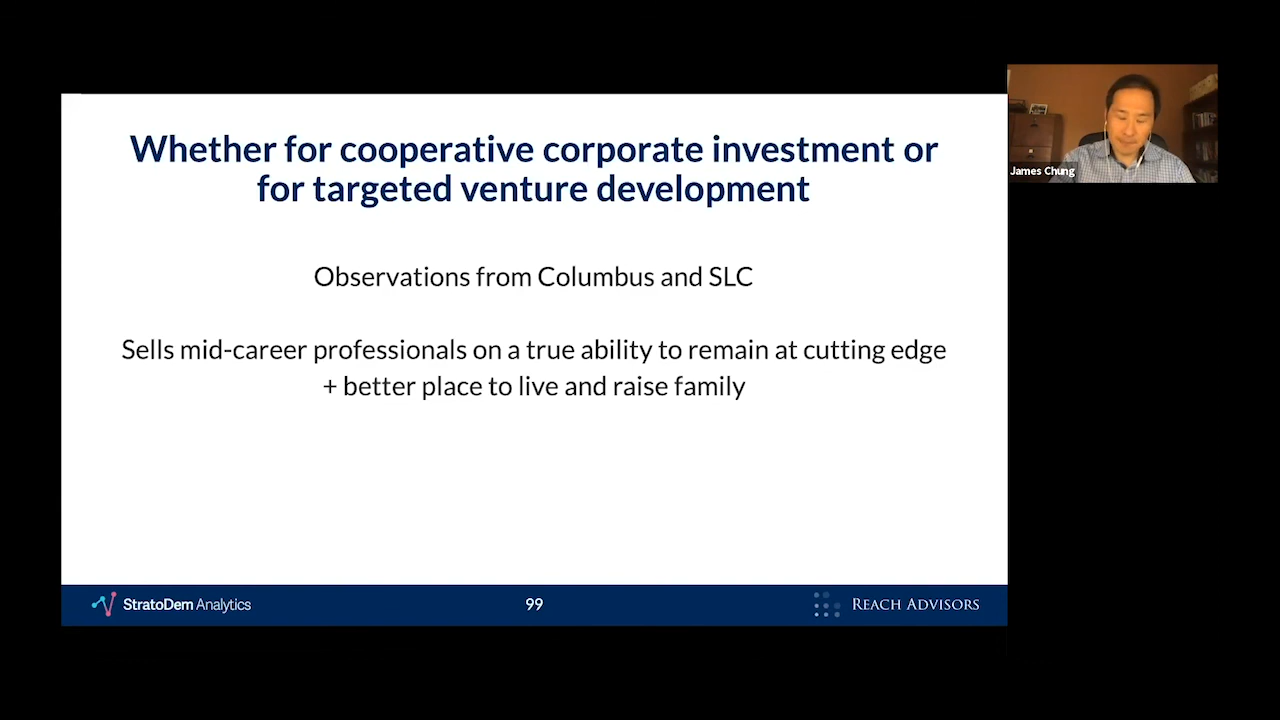 Whether for cooperative corporate investment or
for targeted venture development
Observations from Columbus and SLC
Sells mid-career professionals on a true ability to remain at cutting edge
+ better place to live and raise family
StratoDem Analytics
99
REACH ADVISORS
James Chung